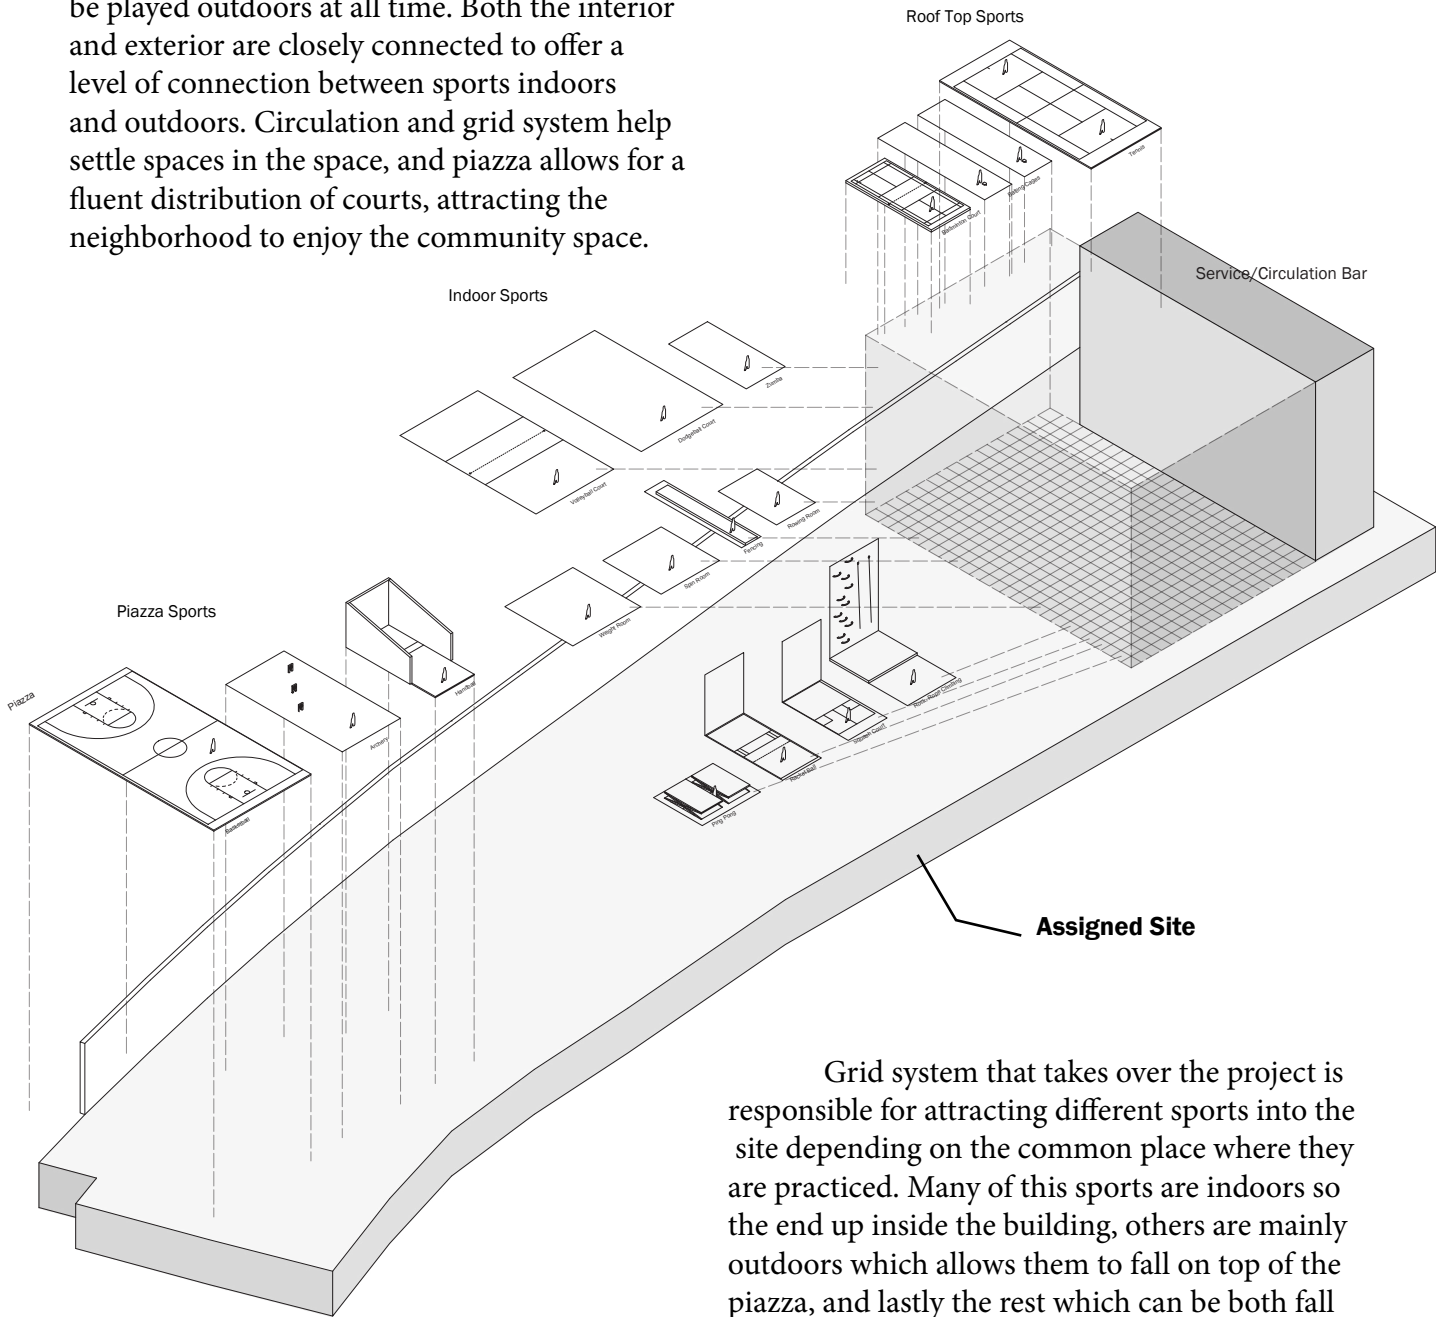 be played outdoors at all time. Both the interior
and exterior are closely connected to offer a
level of connection between sports indoors
and outdoors. Circulation and grid system help
settle spaces in the space, and piazza allows for a
fluent distribution of courts, attracting the
neighborhood to enjoy the community space.
Roof Top Sports
Tennis
Batting Cages
Badminton Court
Service/Circulation Bar
Indoor Sports
Zumba
Dodgeball Court
Volleyball Court
Rowing Room
Fencing
Spin Room
Weight Room
Piazza Sports
Piazza
Handball
Archery
Basketball
Squash Court
Ping Pong
Assigned Site
Grid system that takes over the project is
responsible for attracting different sports into the
site depending on the common place where they
are practiced. Many of this sports are indoors so
the end up inside the building, others are mainly
outdoors which allows them to fall on top of the
piazza, and lastly the rest which can be both fall